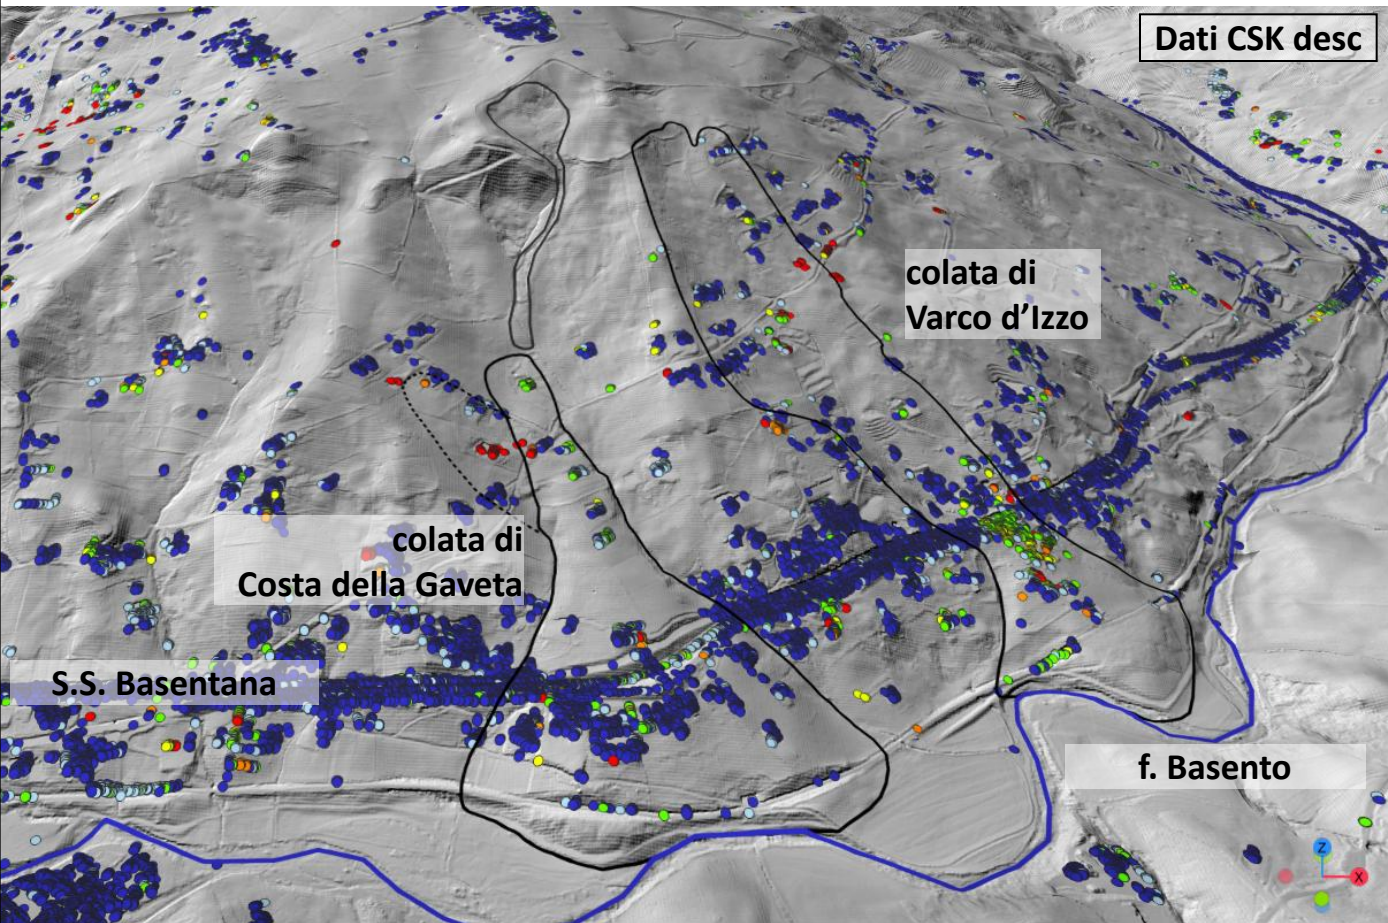 Dati CSK desc
colata di
Varco d'Izzo
colata di
Costa della Gaveta
S.S. Basentana
f. Basento
Z
X